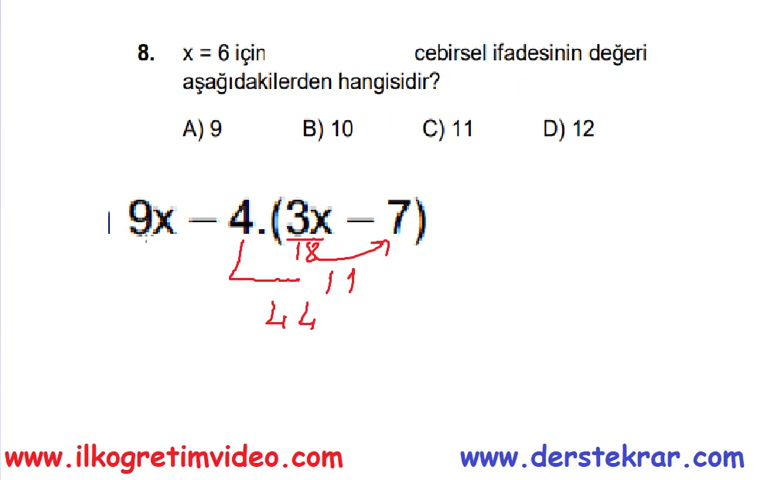 8. x = 6 için cebirsel ifadesinin değeri
aşağıdakilerden hangisidir?
A) 9 B) 10 C) 11 D) 12
9x – 4.(3x – 7)
18
11
44
www.ilkogretimvideo.com www.derstekrar.com